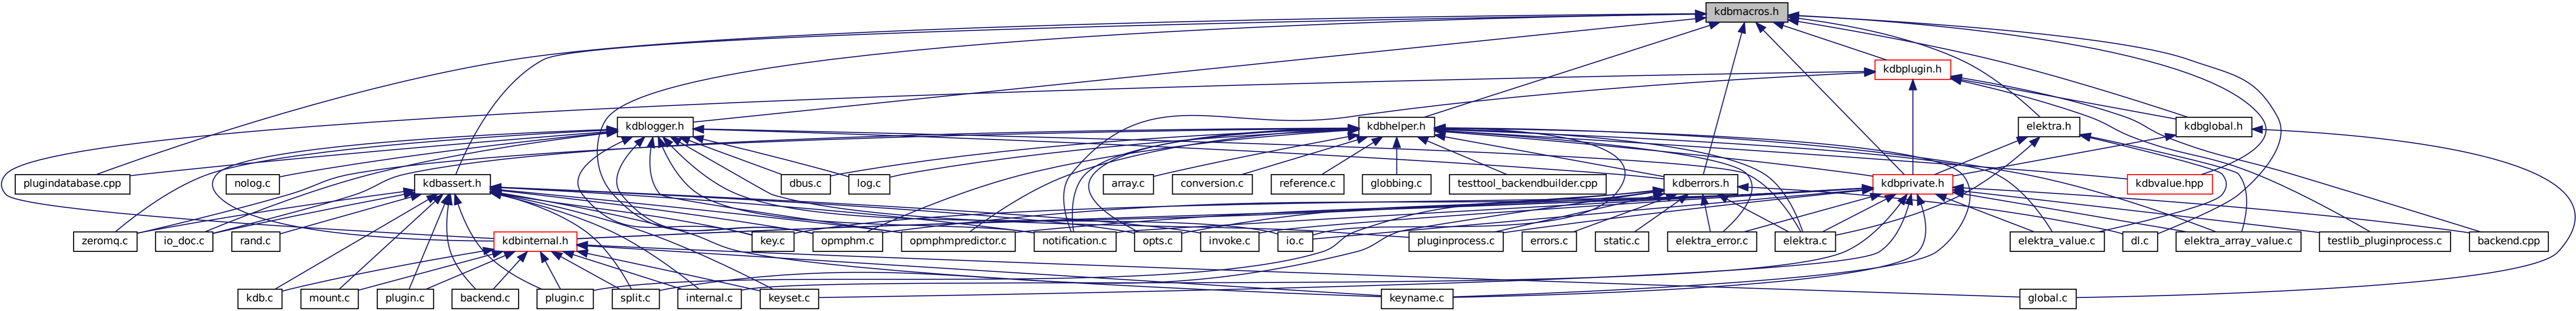 kdbmacros.h
kdbplugin.h
kdblogger.h
kdbhelper.h
elektra.h
kdbglobal.h
plugindatabase.cpp
nolog.c
kdbassert.h
dbus.c
log.c
array.c
conversion.c
reference.c
globbing.c
testtool_backendbuilder.cpp
kdberrors.h
kdbprivate.h
kdbvalue.hpp
zeromq.c
io_doc.c
rand.c
kdbinternal.h
key.c
opmphm.c
opmphmpredictor.c
notification.c
opts.c
invoke.c
io.c
pluginprocess.c
errors.c
static.c
elektra_error.c
elektra.c
elektra_value.c
dl.c
elektra_array_value.c
testlib_pluginprocess.c
backend.cpp
kdb.c
mount.c
plugin.c
backend.c
plugin.c
split.c
internal.c
keyset.c
keyname.c
global.c